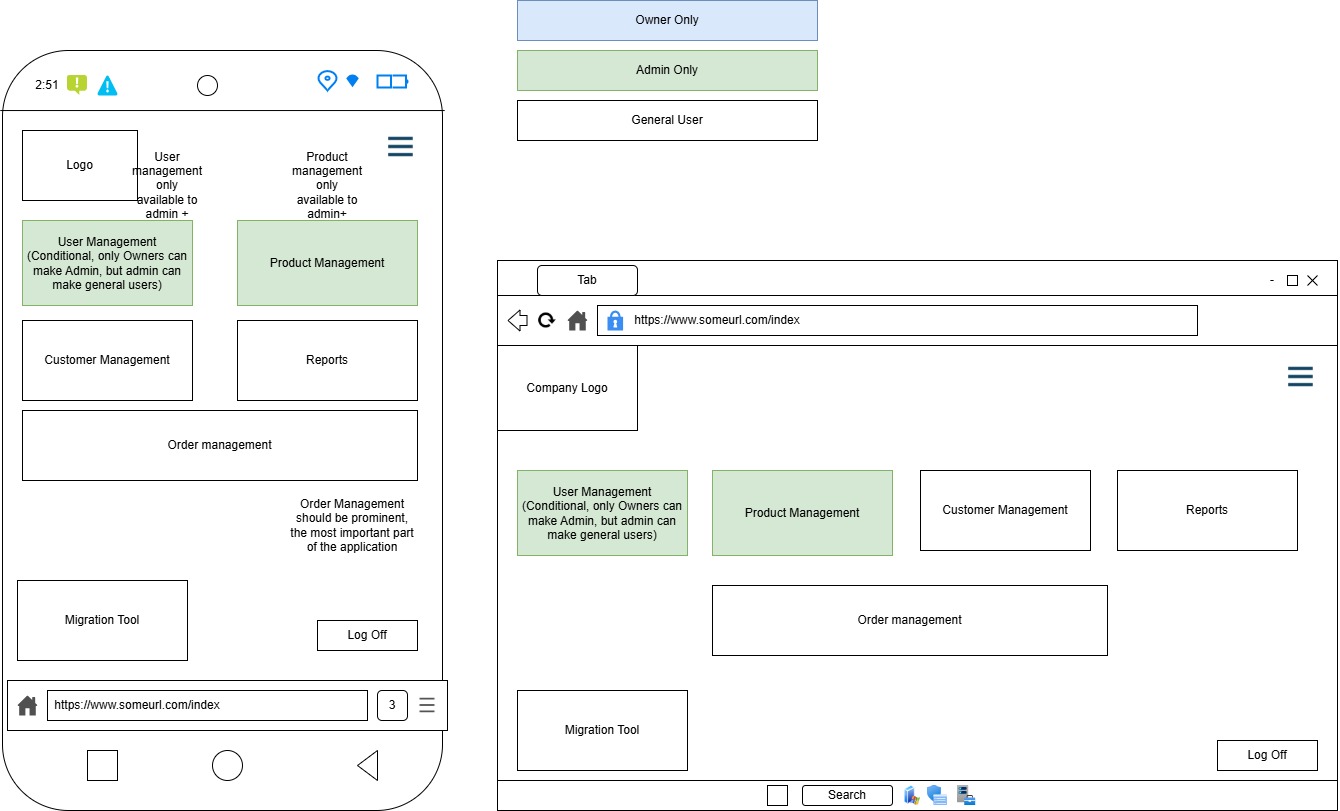 Owner Only
Admin Only
General User
2:51
Logo
User
management
only
available to
admin +
Product
management
only
available to
admin+
User Management
(Conditional, only Owners can
make Admin, but admin can
make general users)
Product Management
Customer Management
Reports
Order management
Order Management
should be prominent,
the most important part
of the application
Migration Tool
Log Off
https://www.someurl.com/index
3
Tab
https://www.someurl.com/index
Company Logo
User Management
(Conditional, only Owners can
make Admin, but admin can
make general users)
Product Management
Customer Management
Reports
Order management
Migration Tool
Log Off
Search